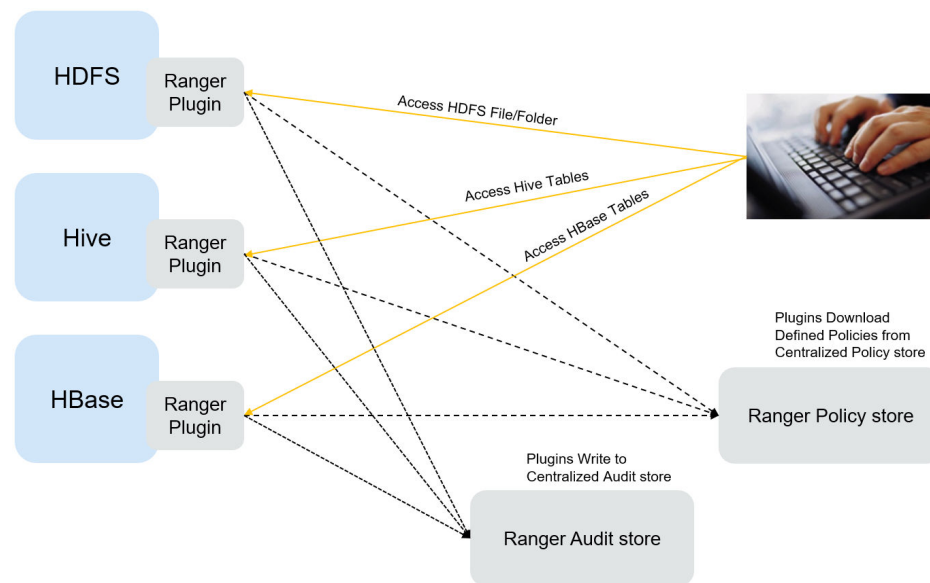 HDFS
Ranger
Plugin
Access HDFS File/Folder
Hive
Ranger
Plugin
Access Hive Tables
Access HBase Tables
HBase
Ranger
Plugin
Plugins Download
Defined Policies from
Centralized Policy store
Ranger Policy store
Plugins Write to
Centralized Audit store
Ranger Audit store